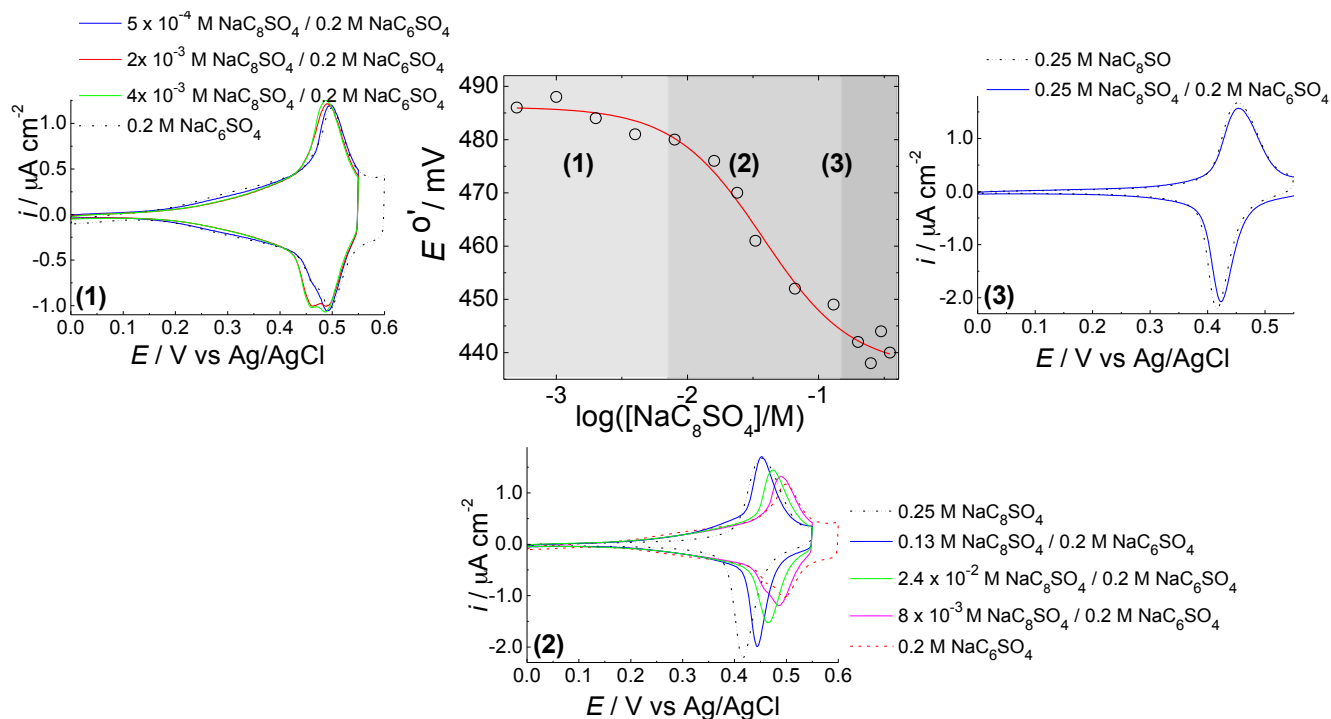 5 x 10⁻⁴ M NaC₈SO₄ / 0.2 M NaC₆SO₄
2x 10⁻³ M NaC₈SO₄ / 0.2 M NaC₆SO₄
4x 10⁻³ M NaC₈SO₄ / 0.2 M NaC₆SO₄
0.2 M NaC₆SO₄
1.0
0.5
0.0
-0.5
-1.0
i / μA cm⁻²
(1)
0.0 0.1 0.2 0.3 0.4 0.5 0.6
E / V vs Ag/AgCl
490
480
470
460
450
440
E°'/ mV
(1)
(2)
(3)
-3 -2 -1
log([NaC₈SO₄]/M)
0.25 M NaC₈SO
0.25 M NaC₈SO₄ / 0.2 M NaC₆SO₄
1.0
0.0
-1.0
-2.0
i / μA cm⁻²
(3)
0.0 0.1 0.2 0.3 0.4 0.5
E / V vs Ag/AgCl
1.0
0.0
-1.0
-2.0
i / μA cm⁻²
(2)
0.0 0.1 0.2 0.3 0.4 0.5 0.6
E / V vs Ag/AgCl
0.25 M NaC₈SO₄
0.13 M NaC₈SO₄ / 0.2 M NaC₆SO₄
2.4 x 10⁻² M NaC₈SO₄ / 0.2 M NaC₆SO₄
8 x 10⁻³ M NaC₈SO₄ / 0.2 M NaC₆SO₄
0.2 M NaC₆SO₄